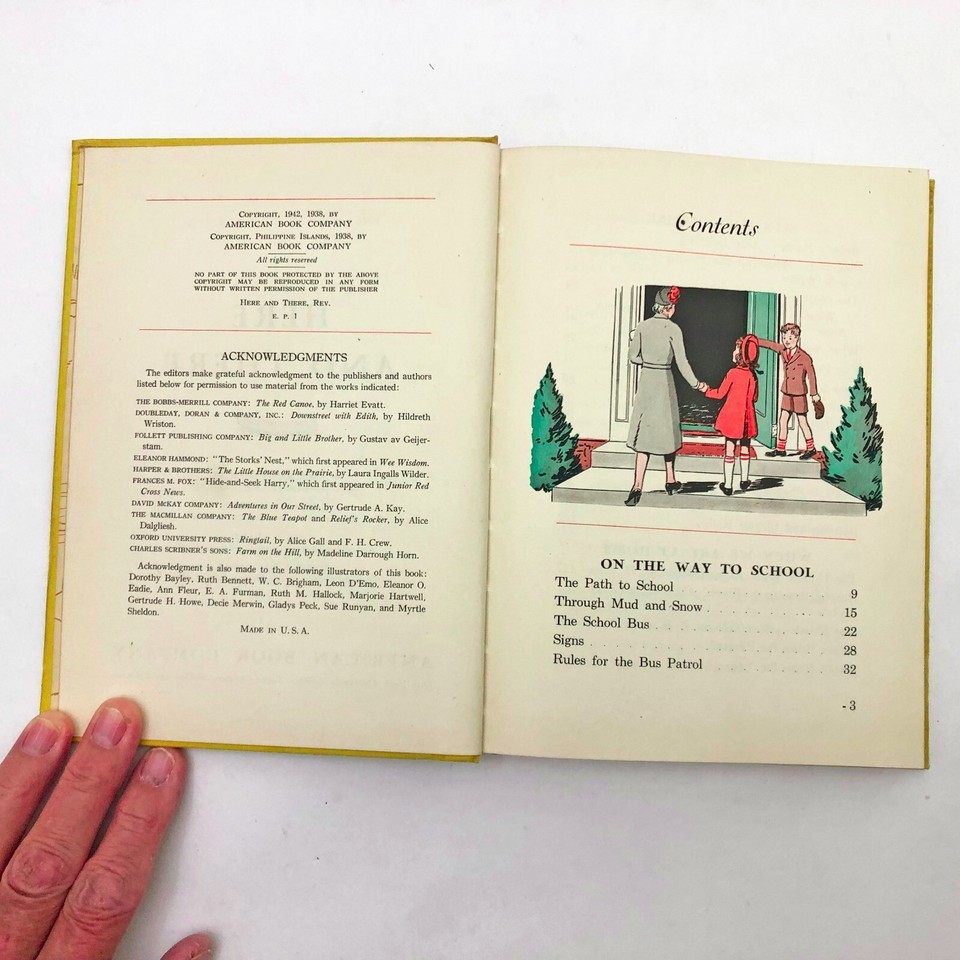 COPYRIGHT, 1942, 1938, BY
AMERICAN BOOK COMPANY
COPYRIGHT, PHILIPPINE ISLANDS, 1938, BY
AMERICAN BOOK COMPANY
All rights reserved
NO PART OF THIS BOOK PROTECTED BY THE ABOVE
COPYRIGHT MAY BE REPRODUCED IN ANY FORM
WITHOUT WRITTEN PERMISSION OF THE PUBLISHER
HERE AND THERE, REV.
E. P. 1
ACKNOWLEDGMENTS
The editors make grateful acknowledgment to the publishers and authors
listed below for permission to use material from the works indicated:
THE BOBBS-MERRILL COMPANY: The Red Canoe, by Harriet Evatt.
DOUBLEDAY, DORAN & COMPANY, INC.: Downstreet with Edith, by Hildreth
Wriston.
FOLLETT PUBLISHING COMPANY: Big and Little Brother, by Gustav av Geijer-
stam.
ELEANOR HAMMOND: "The Storks' Nest," which first appeared in Wee Wisdom.
HARPER & BROTHERS: The Little House on the Prairie, by Laura Ingalls Wilder.
FRANCES M. FOX: "Hide-and-Seek Harry," which first appeared in Junior Red
Cross News.
DAVID McKAY COMPANY: Adventures in Our Street, by Gertrude A. Kay.
THE MACMILLAN COMPANY: The Blue Teapot and Relief's Rocker, by Alice
Dalgliesh.
OXFORD UNIVERSITY PRESS: Ringtail, by Alice Gall and F. H. Crew.
CHARLES SCRIBNER'S SONS: Farm on the Hill, by Madeline Darrough Horn.
Acknowledgment is also made to the following illustrators of this book:
Dorothy Bayley, Ruth Bennett, W. C. Brigham, Leon D'Emo, Eleanor O.
Eadie, Ann Fleur, E. A. Furman, Ruth M. Hallock, Marjorie Hartwell,
Gertrude H. Howe, Decie Merwin, Gladys Peck, Sue Runyan, and Myrtle
Sheldon.
MADE IN U. S. A.
Contents
ON THE WAY TO SCHOOL
The Path to School . . . . . . . . . . 9
Through Mud and Snow . . . . . . . . . . 15
The School Bus . . . . . . . . . . 22
Signs . . . . . . . . . . 28
Rules for the Bus Patrol . . . . . . . . . . 32
- 3